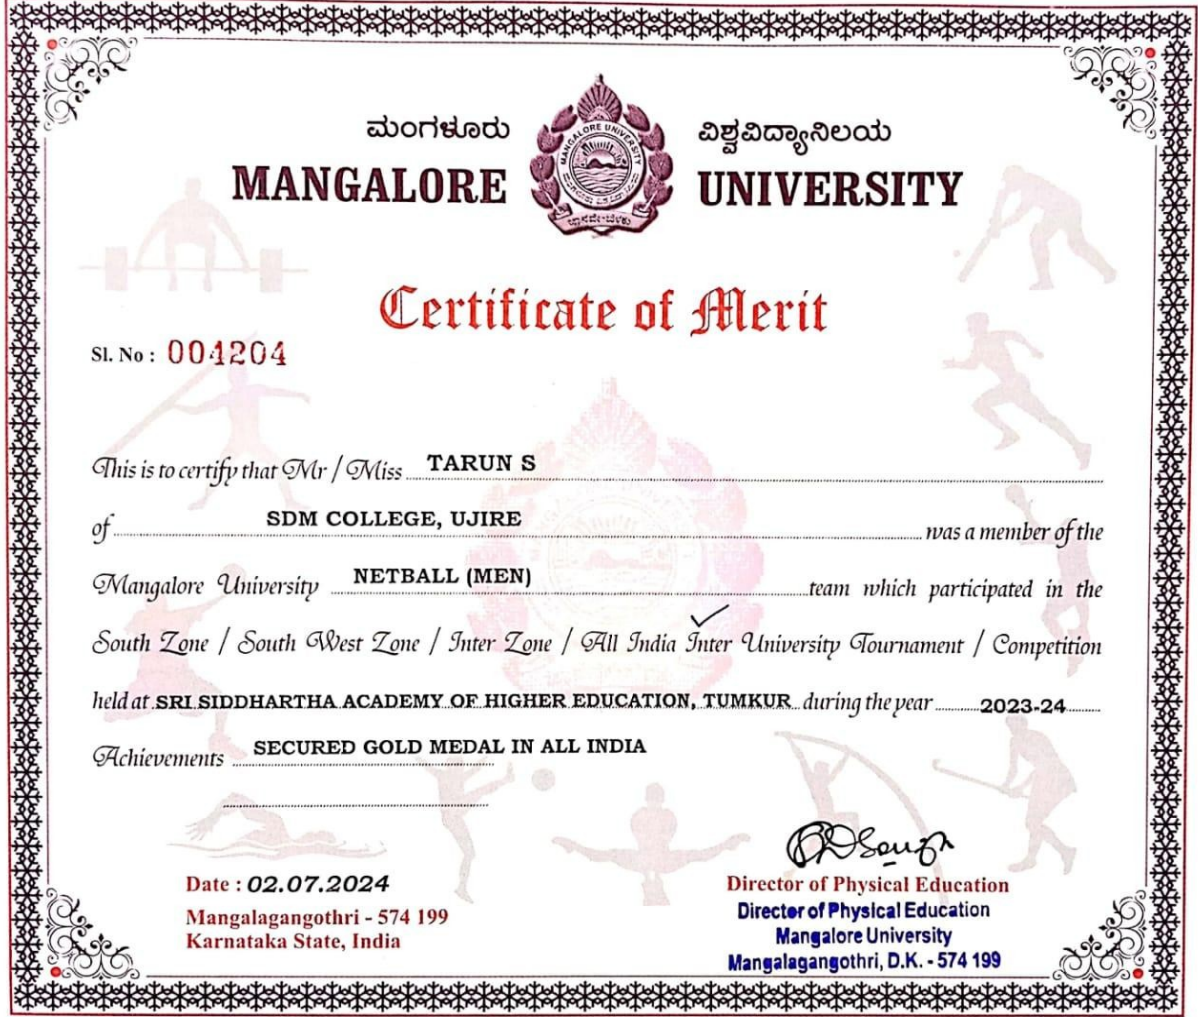 ಮಂಗಳೂರು ವಿಶ್ವವಿದ್ಯಾನಿಲಯ
MANGALORE UNIVERSITY
MANGALORE UNIVERSITY
Certificate of Merit
Sl. No : 004204
This is to certify that Mr / Miss TARUN S
of SDM COLLEGE, UJIRE was a member of the
Mangalore University NETBALL (MEN) team which participated in the
South Zone / South West Zone / Inter Zone / All India Inter University Tournament / Competition
held at SRI SIDDHARTHA ACADEMY OF HIGHER EDUCATION, TUMKUR during the year 2023-24
Achievements SECURED GOLD MEDAL IN ALL INDIA
Date : 02.07.2024
Mangalagangothri - 574 199
Karnataka State, India
Director of Physical Education
Director of Physical Education
Mangalore University
Mangalagangothri, D.K. - 574 199